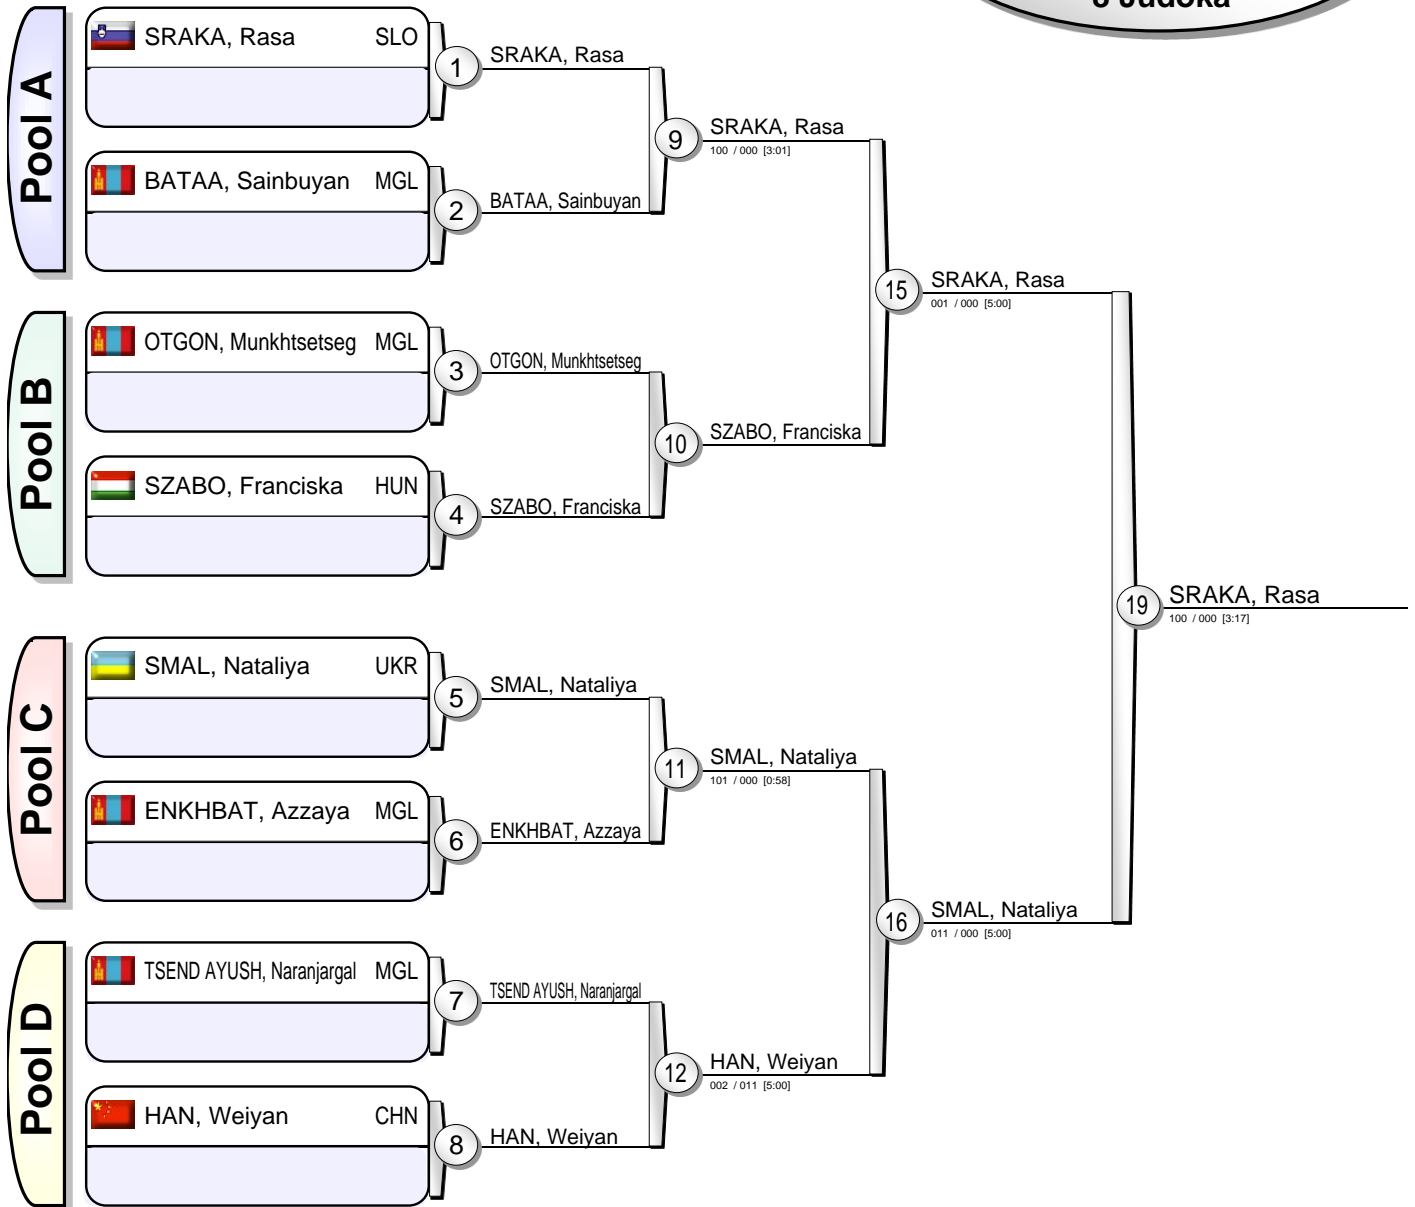 Judoka
Pool A
SRAKA, Rasa SLO
1
SRAKA, Rasa
BATAA, Sainbuyan MGL
2
BATAA, Sainbuyan
9
SRAKA, Rasa
100 / 000 [3:01]
Pool B
OTGON, Munkhtsetseg MGL
3
OTGON, Munkhtsetseg
SZABO, Franciska HUN
4
SZABO, Franciska
10
SZABO, Franciska
15
SRAKA, Rasa
001 / 000 [5:00]
Pool C
SMAL, Nataliya UKR
5
SMAL, Nataliya
ENKHBAT, Azzaya MGL
6
ENKHBAT, Azzaya
11
SMAL, Nataliya
101 / 000 [0:58]
Pool D
TSEND AYUSH, Naranjargal MGL
7
TSEND AYUSH, Naranjargal
HAN, Weiyan CHN
8
HAN, Weiyan
12
HAN, Weiyan
002 / 011 [5:00]
16
SMAL, Nataliya
011 / 000 [5:00]
19
SRAKA, Rasa
100 / 000 [3:17]